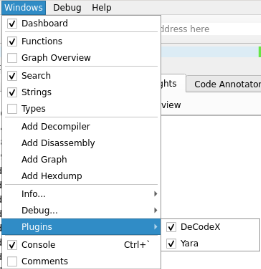 Windows Debug Help
Dashboard
ddress here
Functions
Graph Overview
Search
ghts Code Annotator
Strings
view
Types
Add Decompiler
Add Disassembly
Add Graph
Add Hexdump
Info...
Debug...
Plugins DeCodeX
Console Ctrl+` Yara
Comments